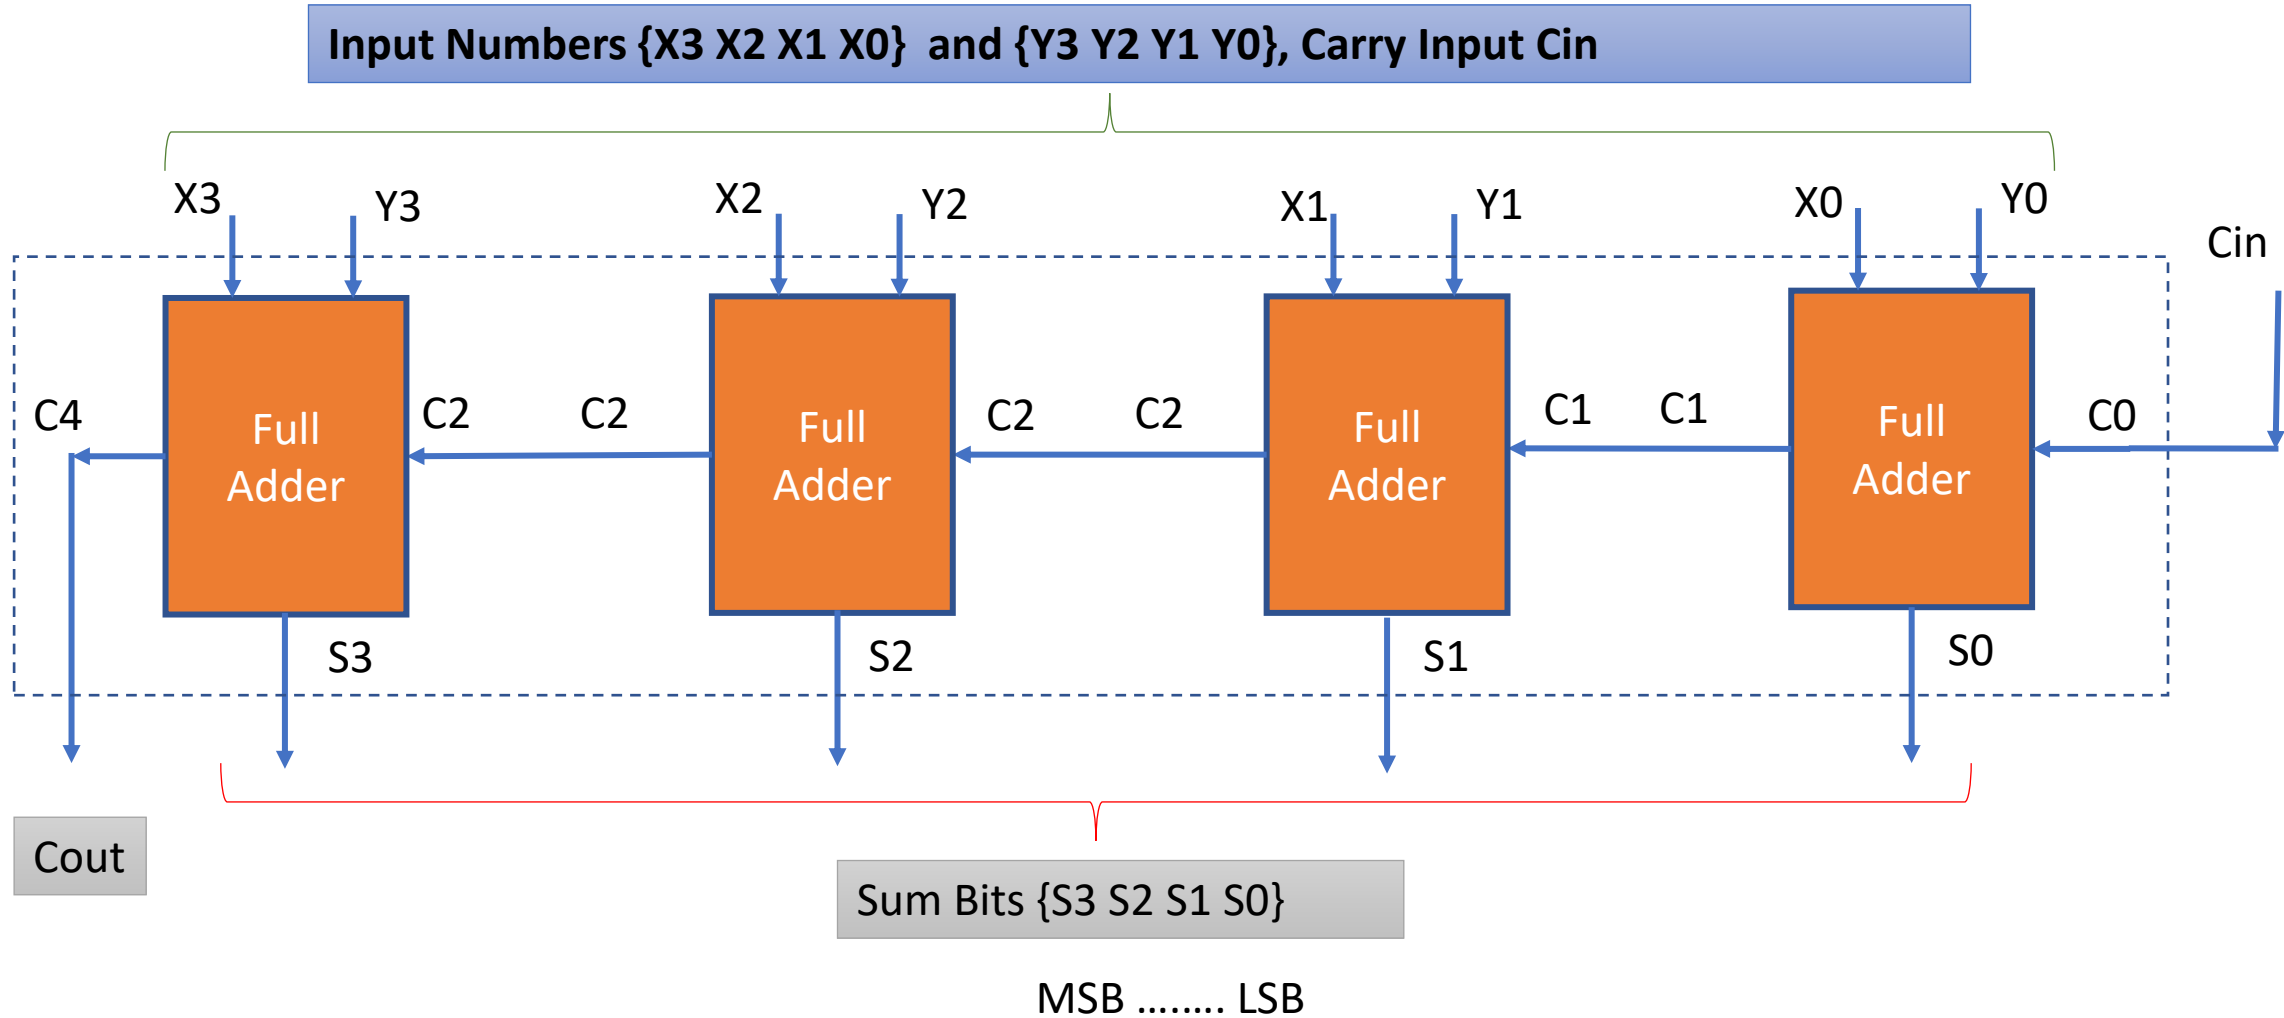 Input Numbers {X3 X2 X1 X0}  and {Y3 Y2 Y1 Y0}, Carry Input Cin
X3 Y3 X2 Y2 X1 Y1 X0 Y0
Cin
C4 C2 C2 C2 C2 C1 C1 C0
Full Full Full Full
Adder Adder Adder Adder
S3 S2 S1 S0
Cout
Sum Bits {S3 S2 S1 S0}
MSB ........ LSB